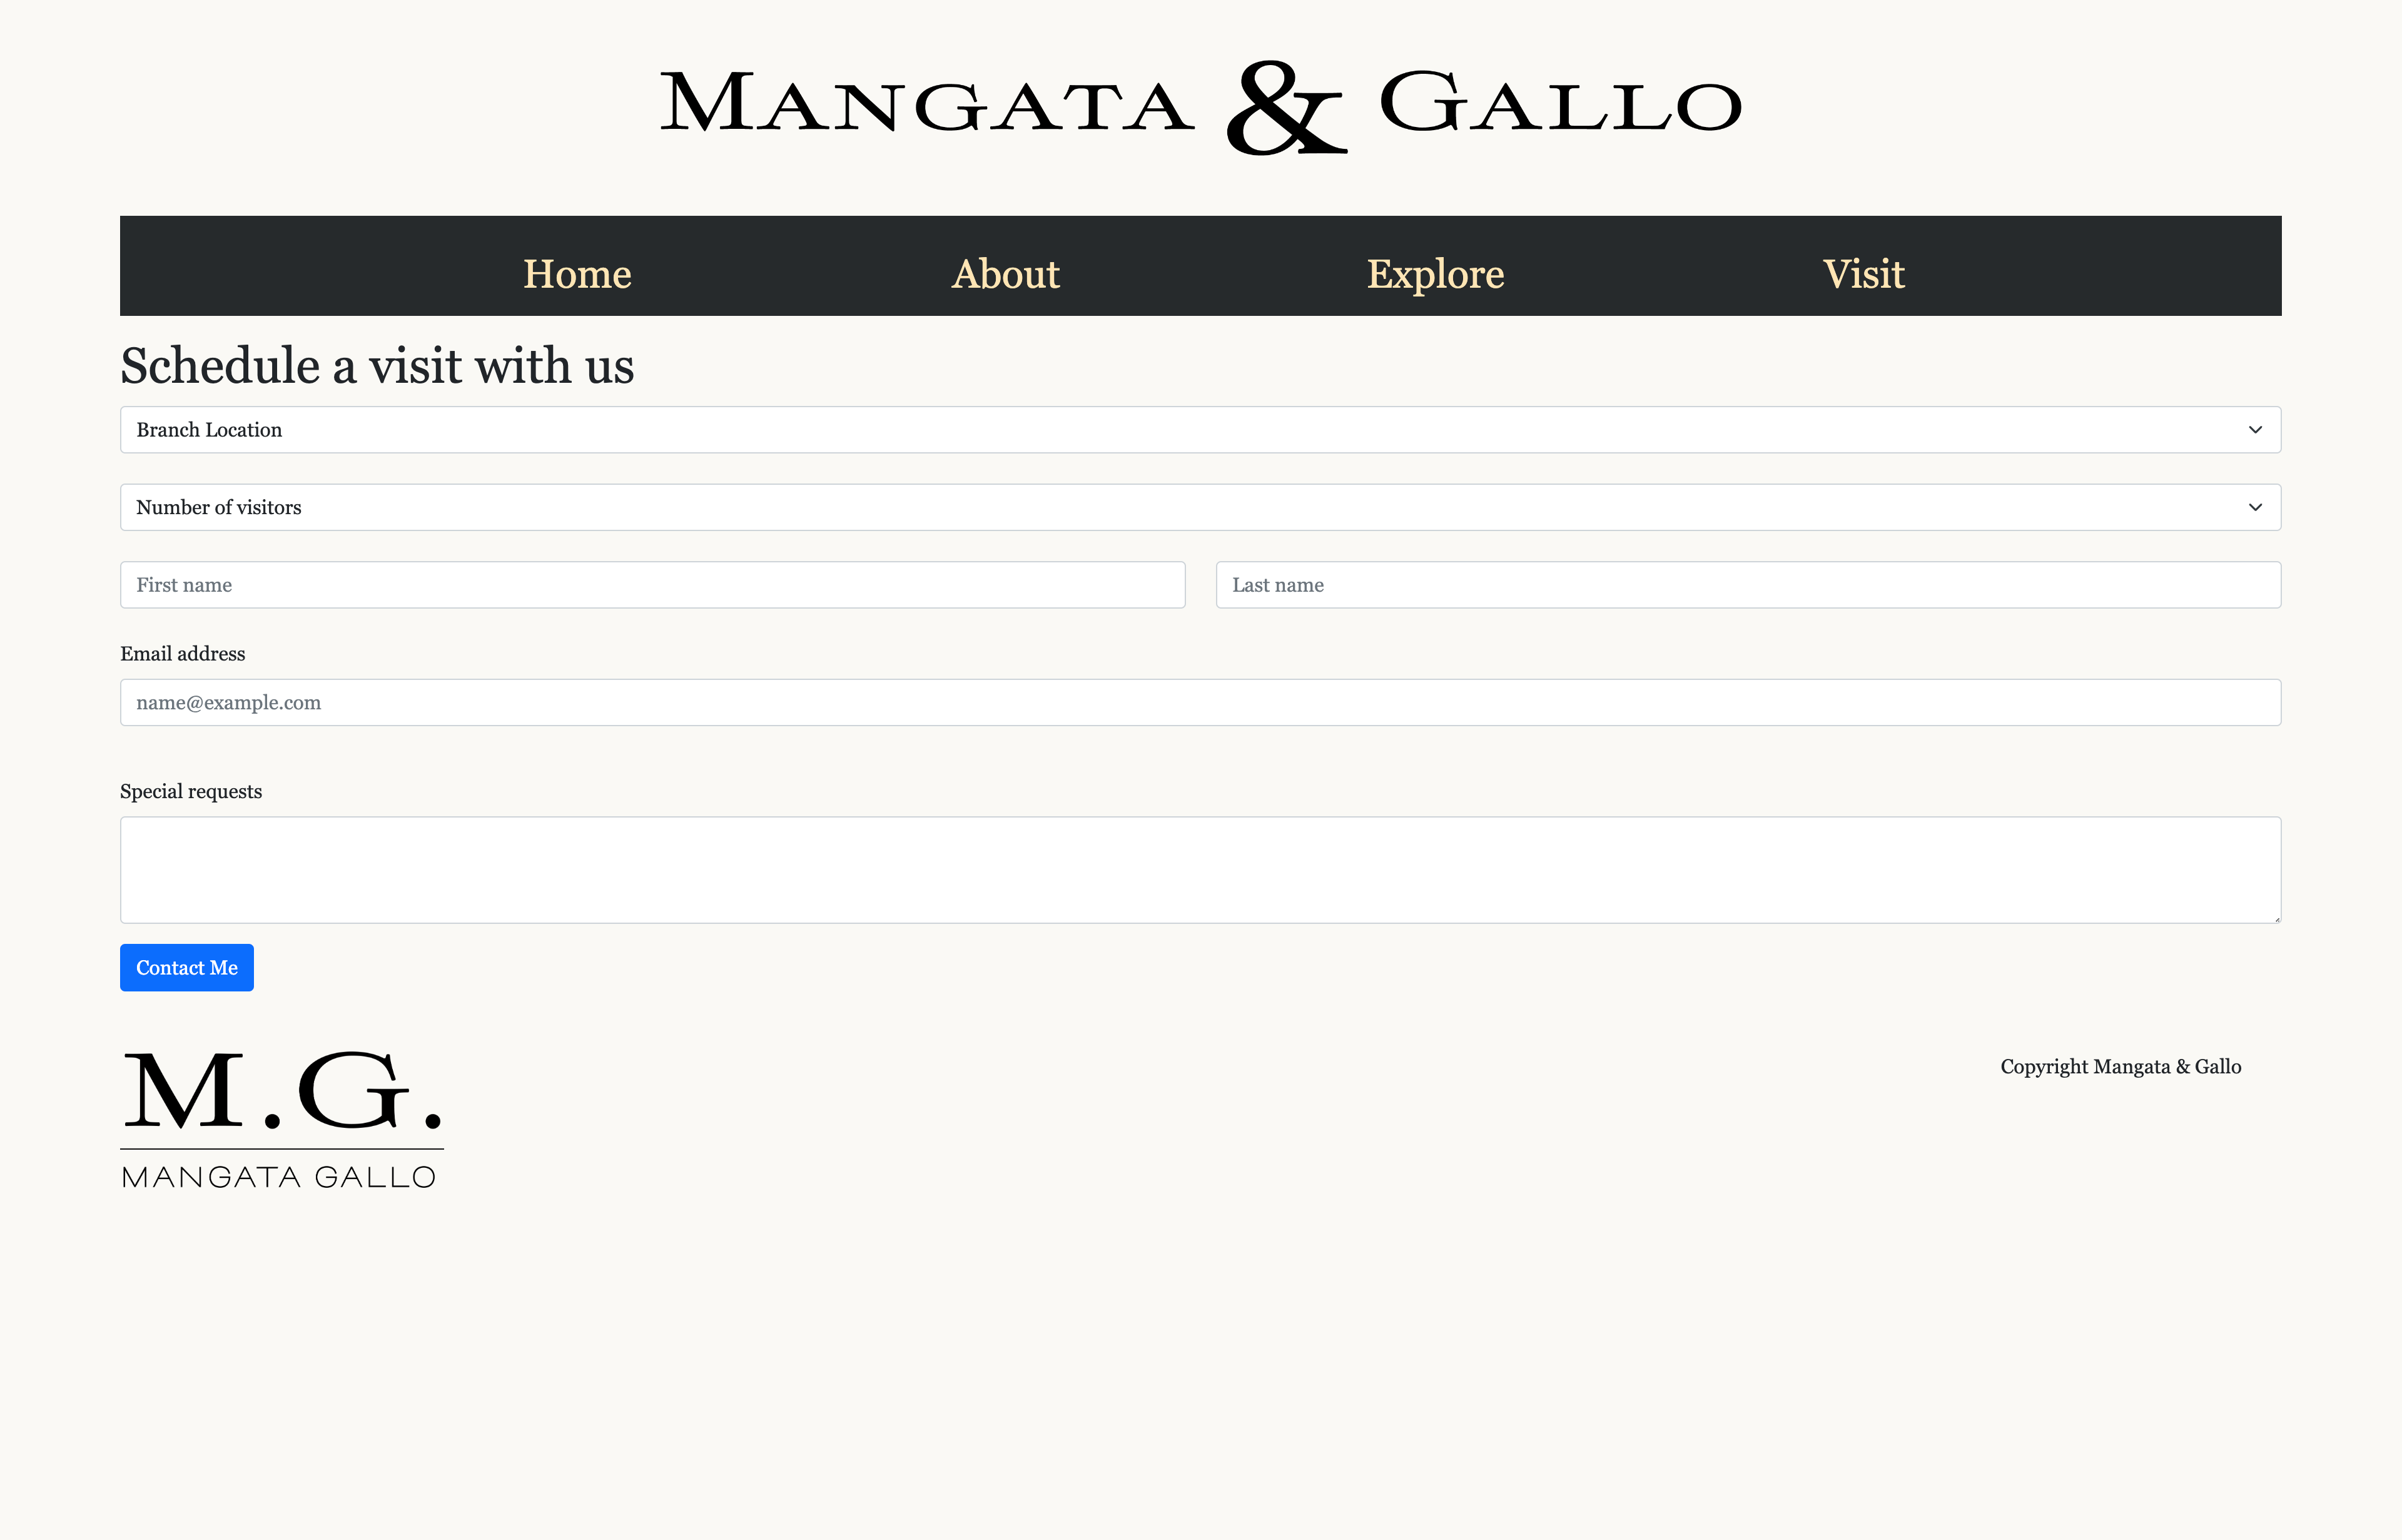 MANGATA & GALLO
Home About Explore Visit
Schedule a visit with us
Branch Location
Number of visitors
First name Last name
Email address
name@example.com
Special requests
Contact Me
M.G.
MANGATA GALLO
Copyright Mangata & Gallo